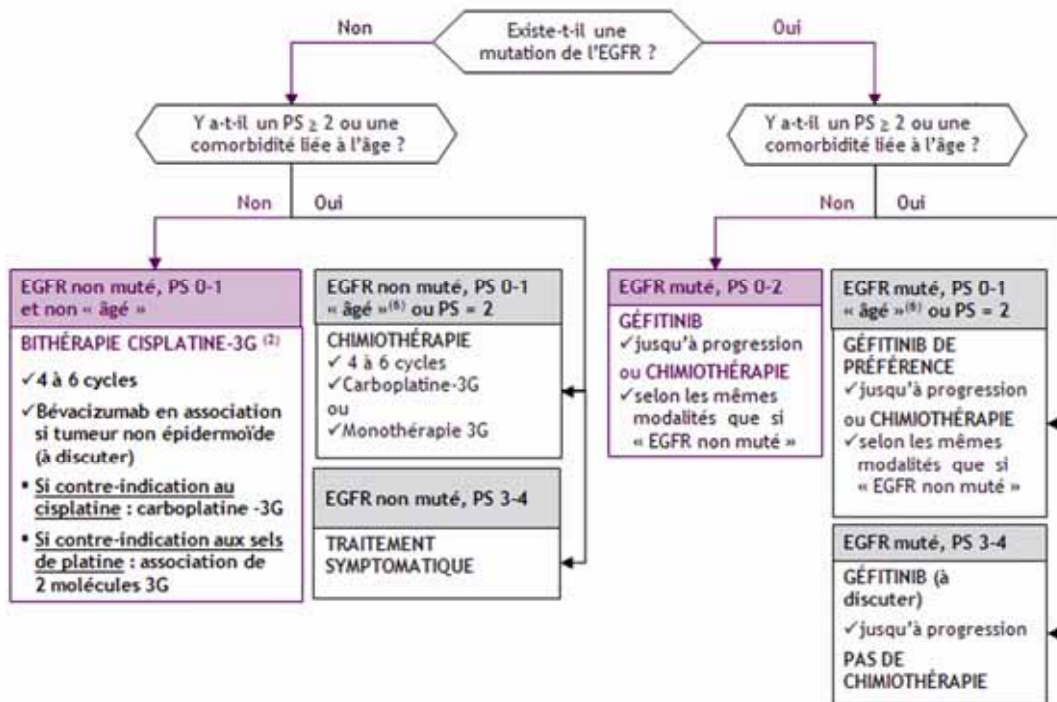 Existe-t-il une
mutation de l'EGFR ?
Non
Oui
Y a-t-il un PS ≥ 2 ou une
comorbidité liée à l'âge ?
Non
Oui
EGFR non muté, PS 0-1
et non « âgé »
BITHÉRAPIE CISPLATINE-3G (2)
✓4 à 6 cycles
✓Bévacizumab en association
si tumeur non épidermoïde
(à discuter)
▪ Si contre-indication au
cisplatine : carboplatine -3G
▪ Si contre-indication aux sels
de platine : association de
2 molécules 3G
EGFR non muté, PS 0-1
« âgé »(6) ou PS = 2
CHIMIOTHÉRAPIE
✓ 4 à 6 cycles
✓Carboplatine-3G
ou
✓Monothérapie 3G
EGFR non muté, PS 3-4
TRAITEMENT
SYMPTOMATIQUE
Y a-t-il un PS ≥ 2 ou une
comorbidité liée à l'âge ?
Non
Oui
EGFR muté, PS 0-2
GÉFITINIB
✓jusqu'à progression
ou CHIMIOTHÉRAPIE
✓selon les mêmes
modalités que si
« EGFR non muté »
EGFR muté, PS 0-1
« âgé »(6) ou PS = 2
GÉFITINIB DE
PRÉFÉRENCE
✓jusqu'à progression
ou CHIMIOTHÉRAPIE
✓selon les mêmes
modalités que si
« EGFR non muté »
EGFR muté, PS 3-4
GÉFITINIB (à
discuter)
✓jusqu'à progression
PAS DE
CHIMIOTHÉRAPIE